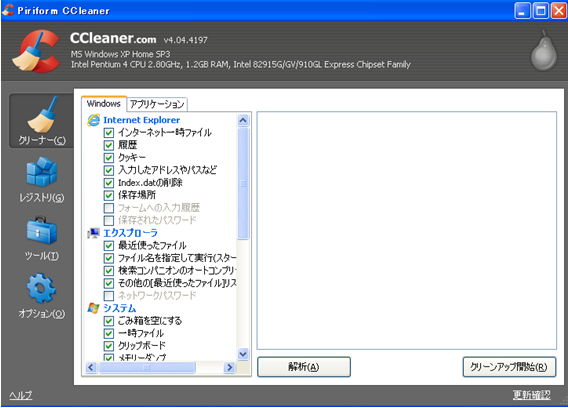 Piriform CCleaner
CCleaner.com v4.04.4197
MS Windows XP Home SP3
Intel Pentium 4 CPU 2.80GHz, 1.2GB RAM, Intel 82915G/GV/910GL Express Chipset Family
クリーナー(C)
レジストリ(G)
ツール(T)
オプション(O)
Windows アプリケーション
Internet Explorer
インターネット一時ファイル
履歴
クッキー
入力したアドレスやパスなど
Index.datの削除
保存場所
フォームへの入力履歴
保存されたパスワード
エクスプローラ
最近使ったファイル
ファイル名を指定して実行(スター
検索コンパニオンのオートコンプリ
その他の[最近使ったファイル]リス
ネットワークパスワード
システム
ごみ箱を空にする
一時ファイル
クリップボード
メモリーダンプ
解析(A) クリーンアップ開始(R)
ヘルプ 更新確認